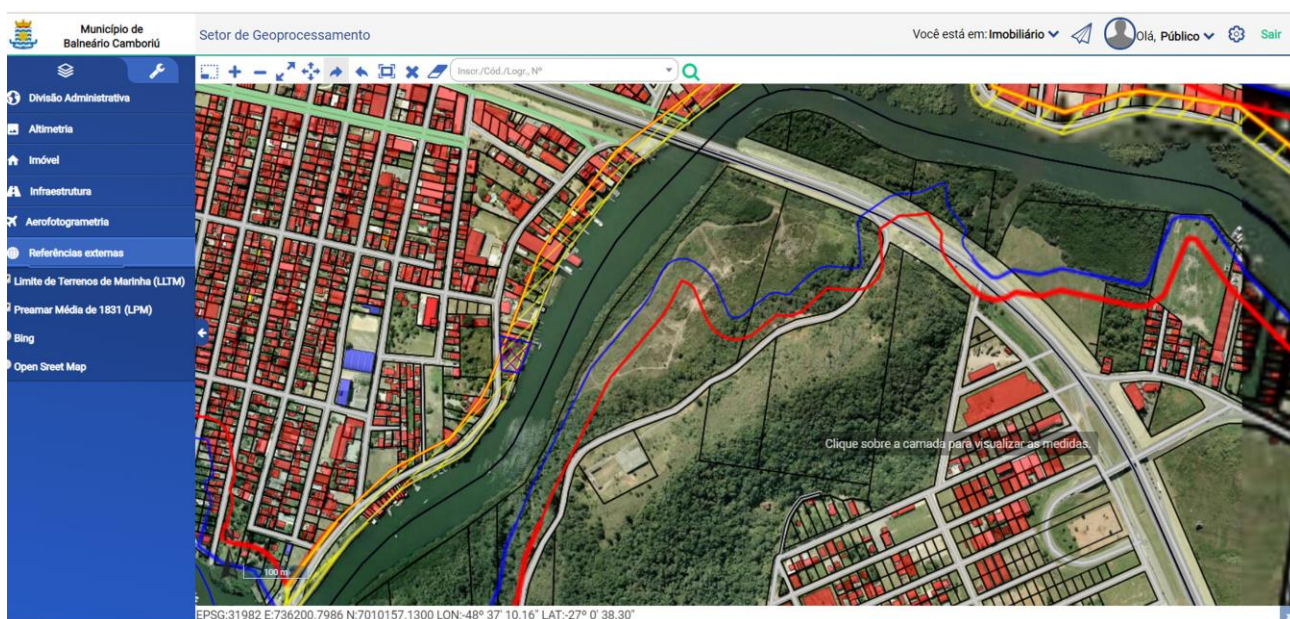 Município de
Balneário Camboriú
Setor de Geoprocessamento
Você está em: Imobiliário
Olá, Público
Sair
Inscr./Cód./Logr., Nº
Divisão Administrativa
Altimetria
Imóvel
Infraestrutura
Aerofotogrametria
Referências externas
Limite de Terrenos de Marinha (LLTM)
Preamar Média de 1831 (LPM)
Bing
Open Sreet Map
Clique sobre a camada para visualizar as medidas.
100 m
EPSG:31982 E:736200.7986 N:7010157.1300 LON:-48º 37' 10.16" LAT:-27º 0' 38.30"